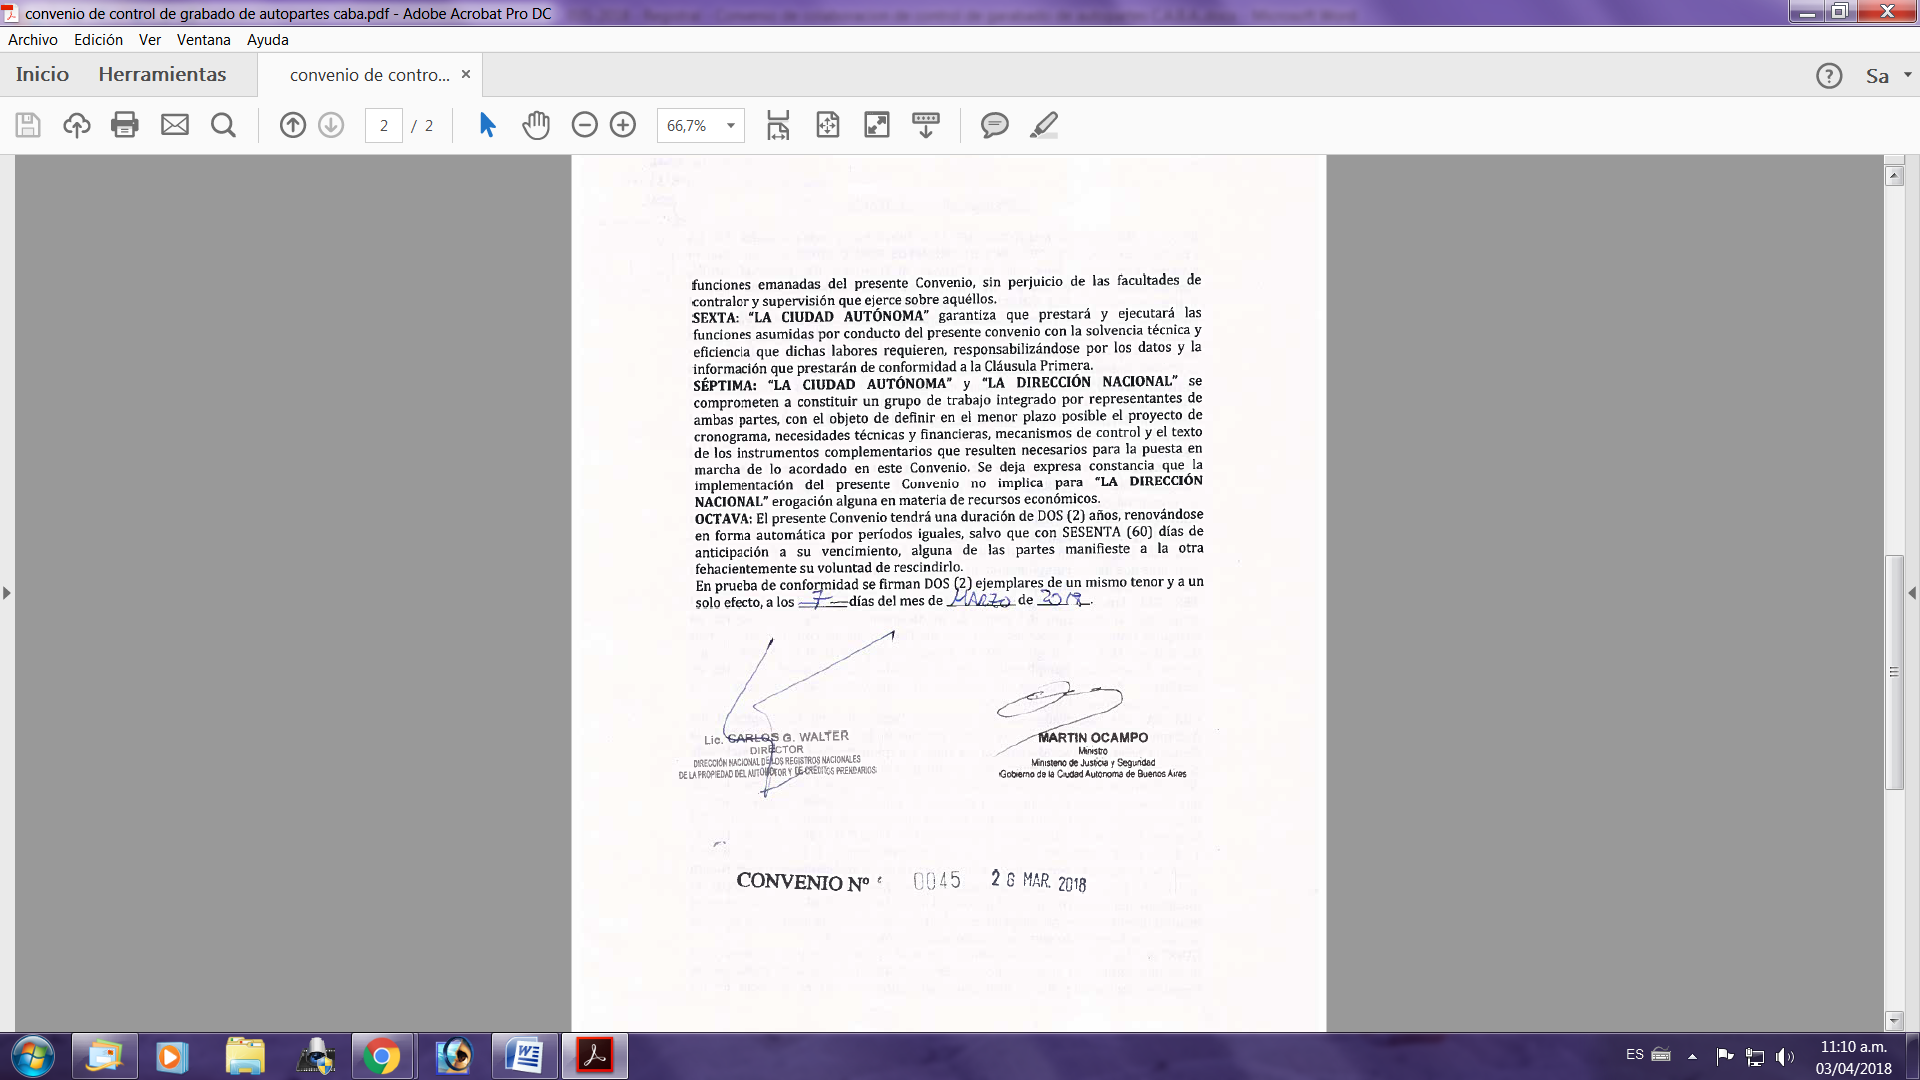 convenio de control de grabado de autopartes caba.pdf - Adobe Acrobat Pro DC
Archivo Edición Ver Ventana Ayuda
Inicio Herramientas convenio de contro... × Sa
2 / 2 66,7%
funciones emanadas del presente Convenio, sin perjuicio de las facultades de
contralor y supervisión que ejerce sobre aquéllos.
SEXTA: “LA CIUDAD AUTÓNOMA” garantiza que prestará y ejecutará las
funciones asumidas por conducto del presente convenio con la solvencia técnica y
eficiencia que dichas labores requieren, responsabilizándose por los datos y la
información que prestarán de conformidad a la Cláusula Primera.
SÉPTIMA: “LA CIUDAD AUTÓNOMA” y “LA DIRECCIÓN NACIONAL” se
comprometen a constituir un grupo de trabajo integrado por representantes de
ambas partes, con el objeto de definir en el menor plazo posible el proyecto de
cronograma, necesidades técnicas y financieras, mecanismos de control y el texto
de los instrumentos complementarios que resulten necesarios para la puesta en
marcha de lo acordado en este Convenio. Se deja expresa constancia que la
implementación del presente Convenio no implica para “LA DIRECCIÓN
NACIONAL” erogación alguna en materia de recursos económicos.
OCTAVA: El presente Convenio tendrá una duración de DOS (2) años, renovándose
en forma automática por períodos iguales, salvo que con SESENTA (60) días de
anticipación a su vencimiento, alguna de las partes manifieste a la otra
fehacientemente su voluntad de rescindirlo.
En prueba de conformidad se firman DOS (2) ejemplares de un mismo tenor y a un
solo efecto, a los 7 días del mes de MARZO de 2018.
Lic. CARLOS G. WALTER
DIRECTOR
DIRECCIÓN NACIONAL DE LOS REGISTROS NACIONALES
DE LA PROPIEDAD DEL AUTOMOTOR Y DE CRÉDITOS PRENDARIOS
MARTIN OCAMPO
Ministro
Ministerio de Justicia y Seguridad
Gobierno de la Ciudad Autonoma de Buenos Aires
CONVENIO Nº 0045 26 MAR. 2018
ES 11:10 a.m.
03/04/2018